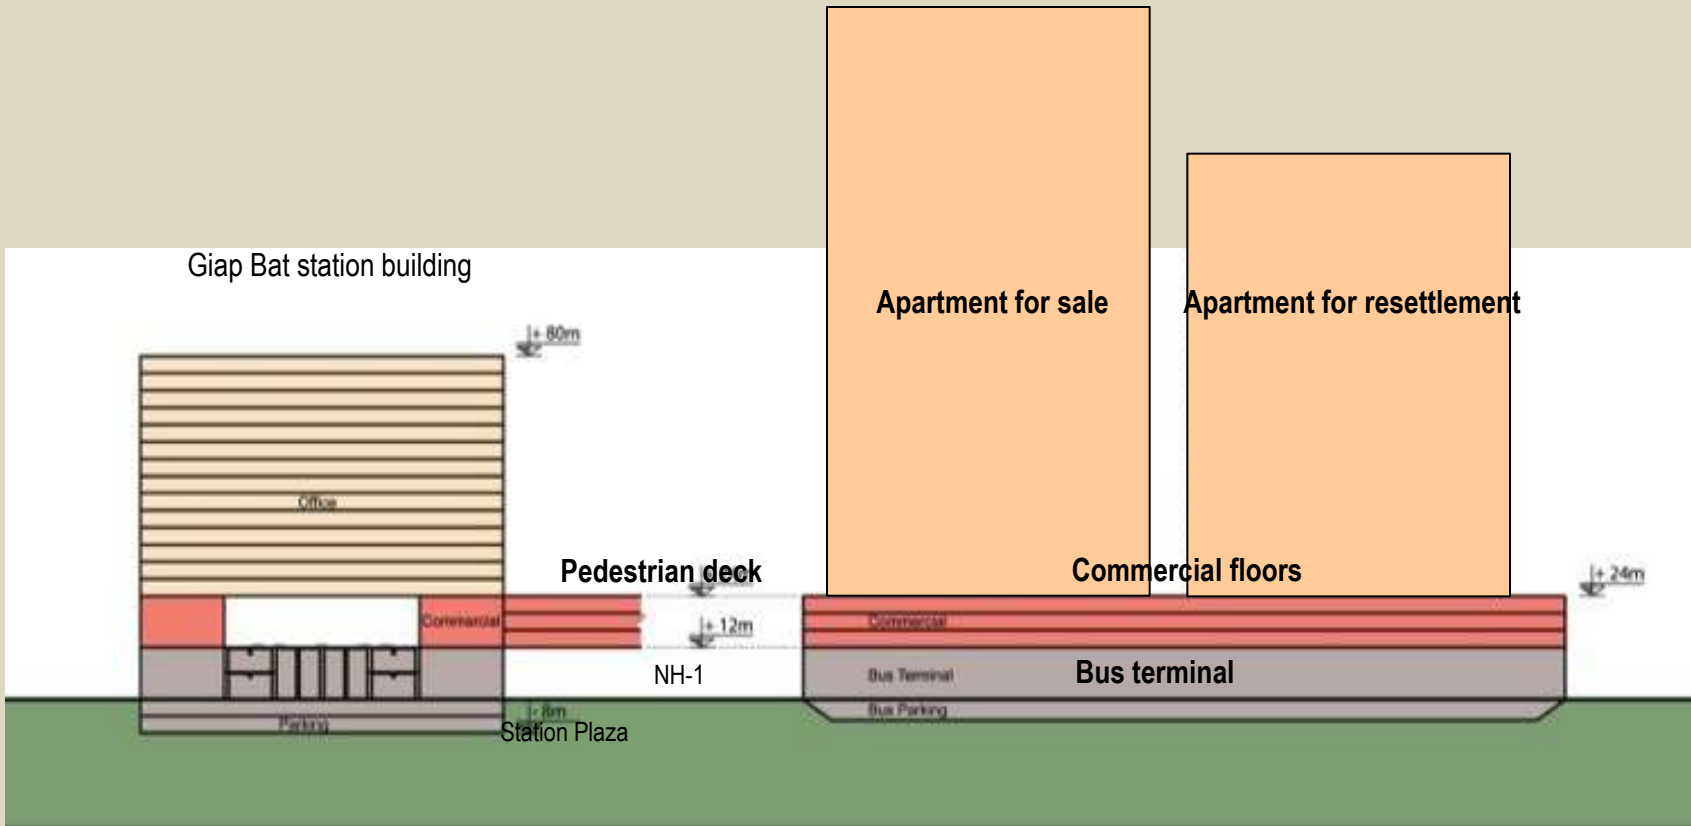 Giap Bat station building
Apartment for sale
Apartment for resettlement
+ 80m
Office
Pedestrian deck
Commercial floors
+ 24m
Commercial
+ 12m
Commercial
NH-1
Bus Terminal
Bus terminal
Bus Parking
Parking
- 8m
Station Plaza